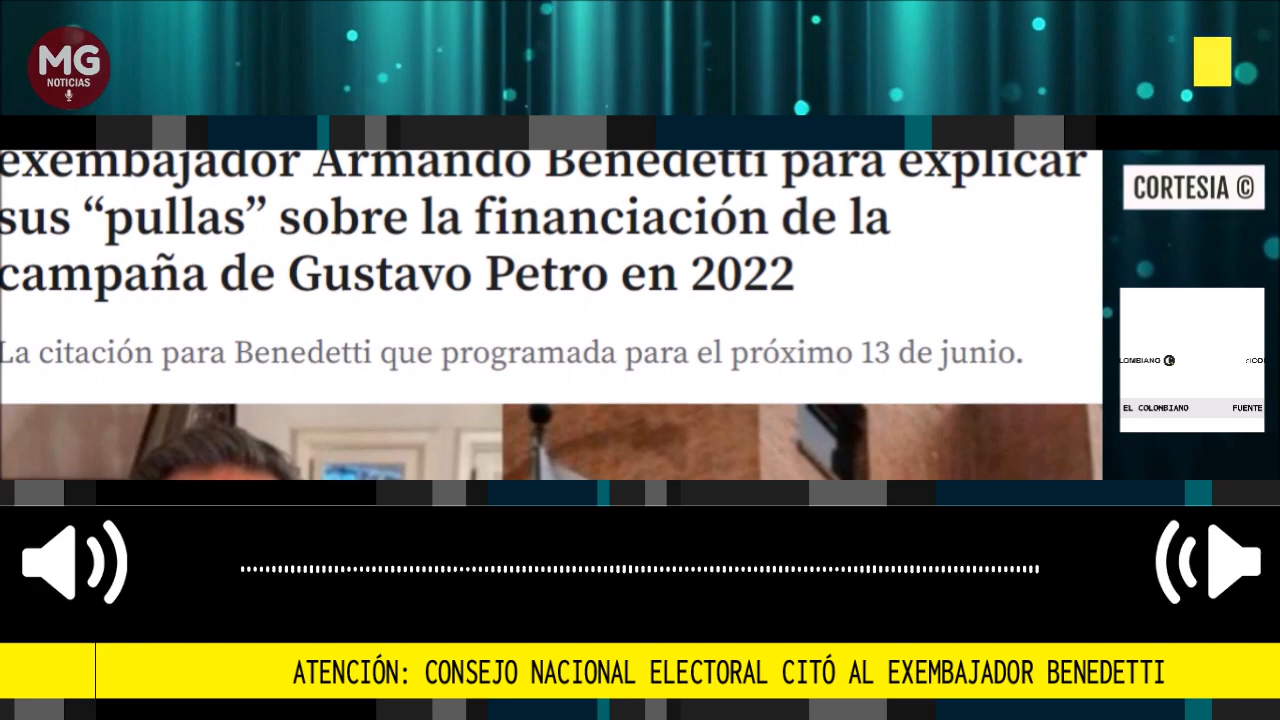 MG
NOTICIAS
exembajador Armando Benedetti para explicar
sus “pullas” sobre la financiación de la
campaña de Gustavo Petro en 2022
La citación para Benedetti que programada para el próximo 13 de junio.
CORTESIA ©
LOMBIANO
EL COLOMBIANO FUENTE
ATENCIÓN: CONSEJO NACIONAL ELECTORAL CITÓ AL EXEMBAJADOR BENEDETTI